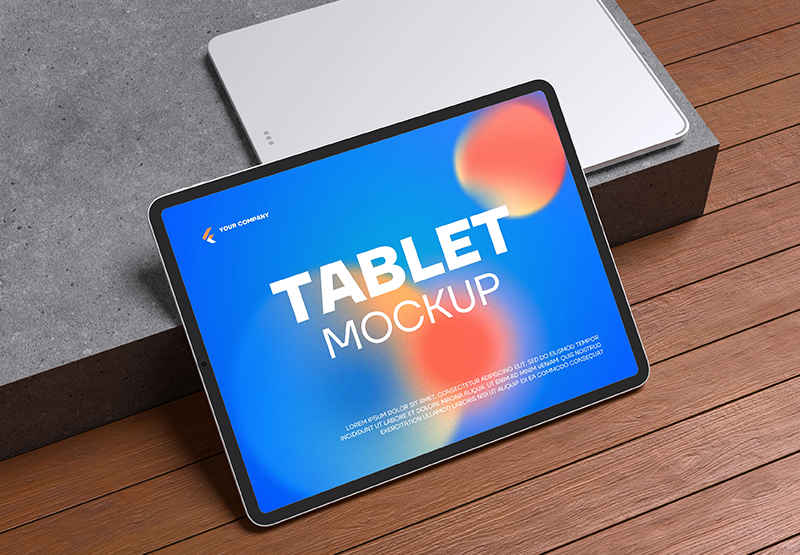 YOUR COMPANY
TABLET
MOCKUP
LOREM IPSUM DOLOR SIT AMET, CONSECTETUR ADIPISCING ELIT, SED DO EIUSMOD TEMPOR
INCIDIDUNT UT LABORE ET DOLORE MAGNA ALIQUA. UT ENIM AD MINIM VENIAM, QUIS NOSTRUD
EXERCITATION ULLAMCO LABORIS NISI UT ALIQUIP EX EA COMMODO CONSEQUAT